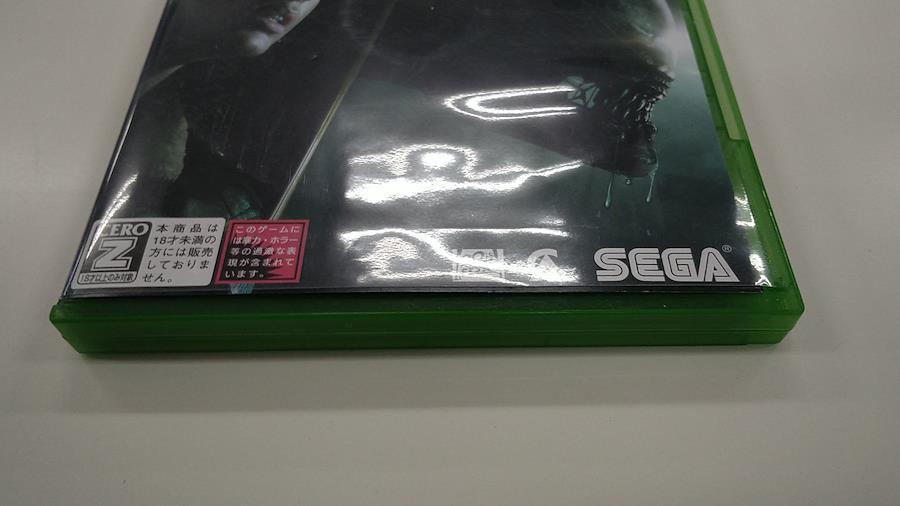 ZERO
Z
18才以上のみ対象
本商品は
18才未満の
方には販売
しておりま
せん。
このゲームに
は暴力・ホラー
等の過激な表
現が含まれて
います。
SEGA®